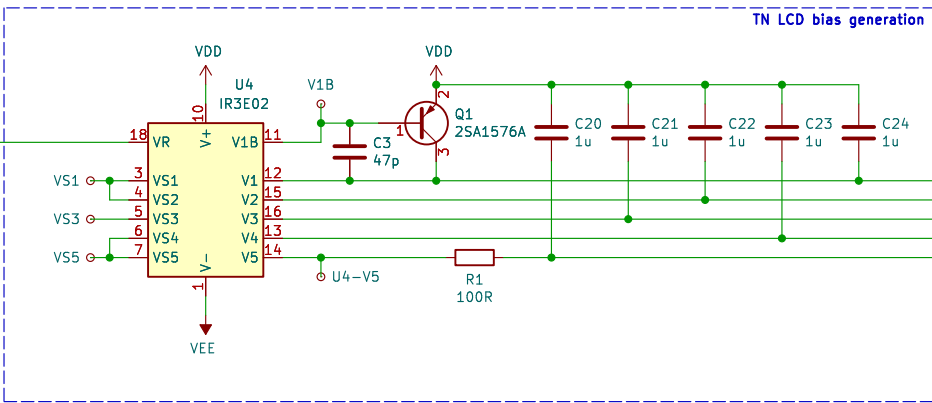 TN LCD bias generation
VDD
VDD
U4
IR3E02
V1B
10
V+
2
Q1
2SA1576A
1
3
C20
1u
C21
1u
C22
1u
C23
1u
C24
1u
18 VR
V1B 11
C3
47p
VS1 3 VS1
V1 12
4 VS2
V2 15
VS3 5 VS3
V3 16
6 VS4
V4 13
VS5 7 VS5
V5 14
V-
1
U4-V5
R1
100R
VEE